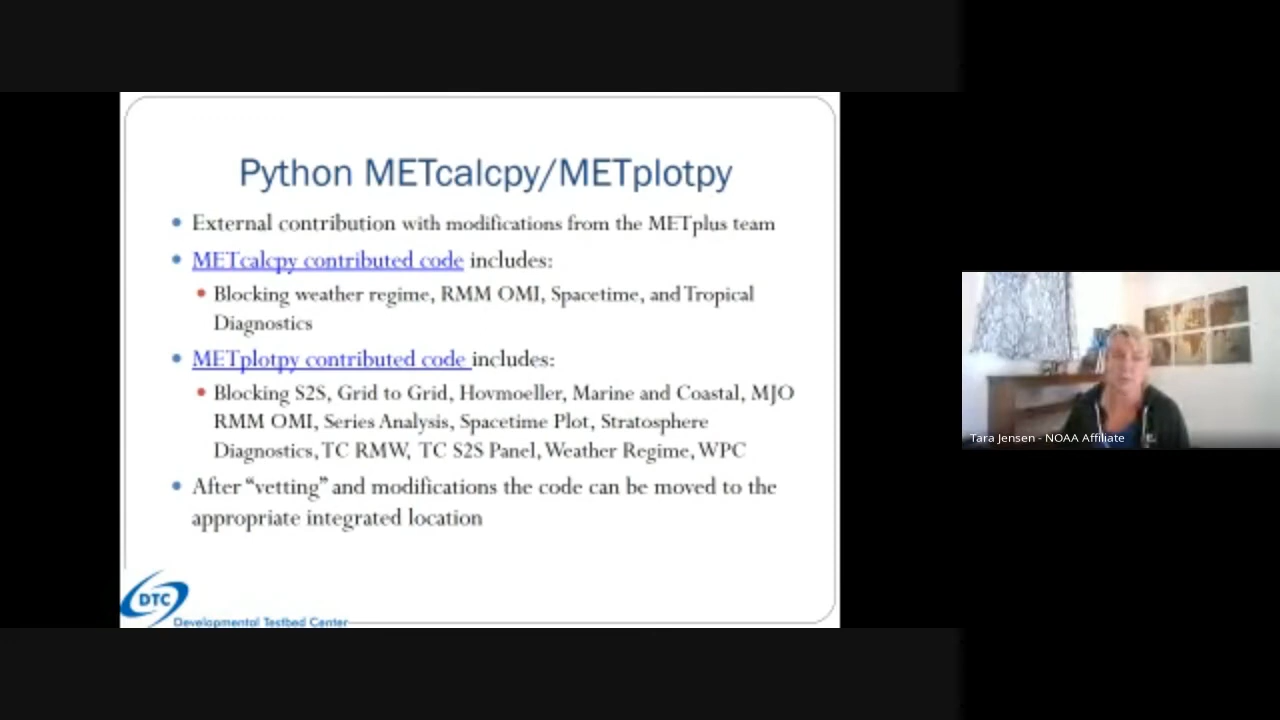 Python METcalcpy/METplotpy
• External contribution with modifications from the METplus team
• METcalcpy contributed code includes:
• Blocking weather regime, RMM OMI, Spacetime, and Tropical
Diagnostics
• METplotpy contributed code includes:
• Blocking S2S, Grid to Grid, Hovmoeller, Marine and Coastal, MJO
RMM OMI, Series Analysis, Spacetime Plot, Stratosphere
Diagnostics, TC RMW, TC S2S Panel, Weather Regime, WPC
• After “vetting” and modifications the code can be moved to the
appropriate integrated location
DTC
Developmental Testbed Center
Tara Jensen - NOAA Affiliate